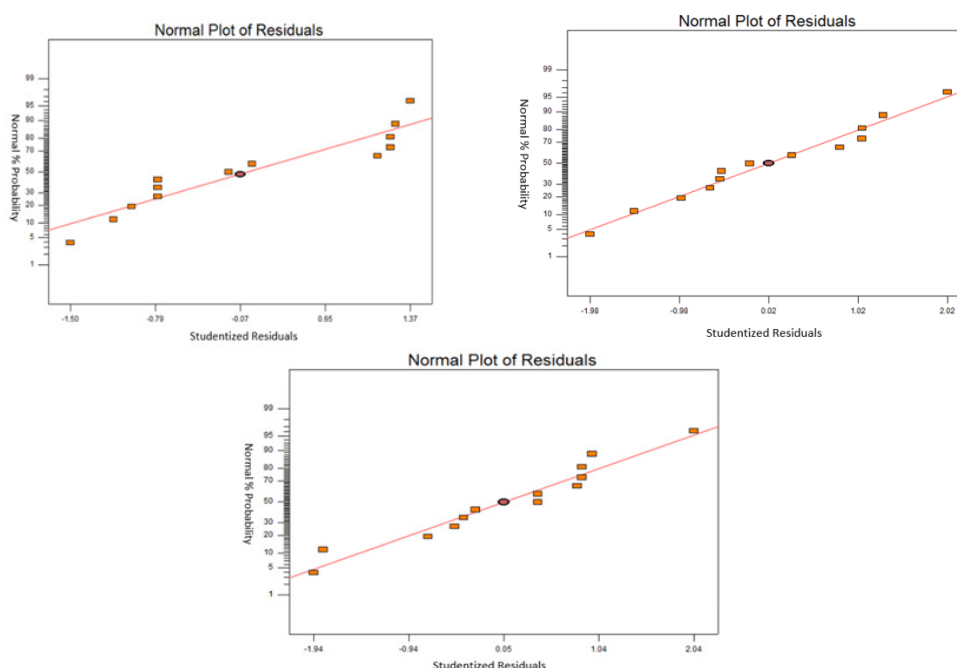 Normal Plot of Residuals
Normal % Probability
99
95
90
80
70
50
30
20
10
5
1
-1.50 -0.79 -0.07 0.65 1.37
Studentized Residuals
Normal Plot of Residuals
Normal % Probability
99
95
90
80
70
50
30
20
10
5
1
-1.98 -0.98 0.02 1.02 2.02
Studentized Residuals
Normal Plot of Residuals
Normal % Probability
99
95
90
80
70
50
30
20
10
5
1
-1.94 -0.94 0.05 1.04 2.04
Studentized Residuals